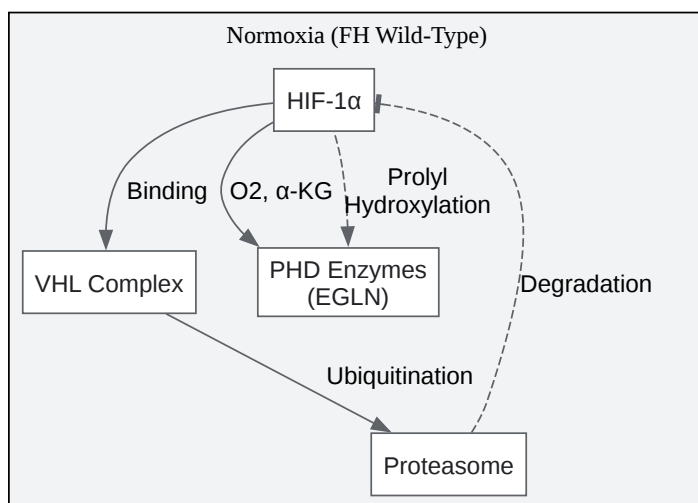 Normoxia (FH Wild-Type)
HIF-1α
Binding
O2, α-KG
Prolyl
Hydroxylation
VHL Complex
PHD Enzymes
(EGLN)
Degradation
Ubiquitination
Proteasome